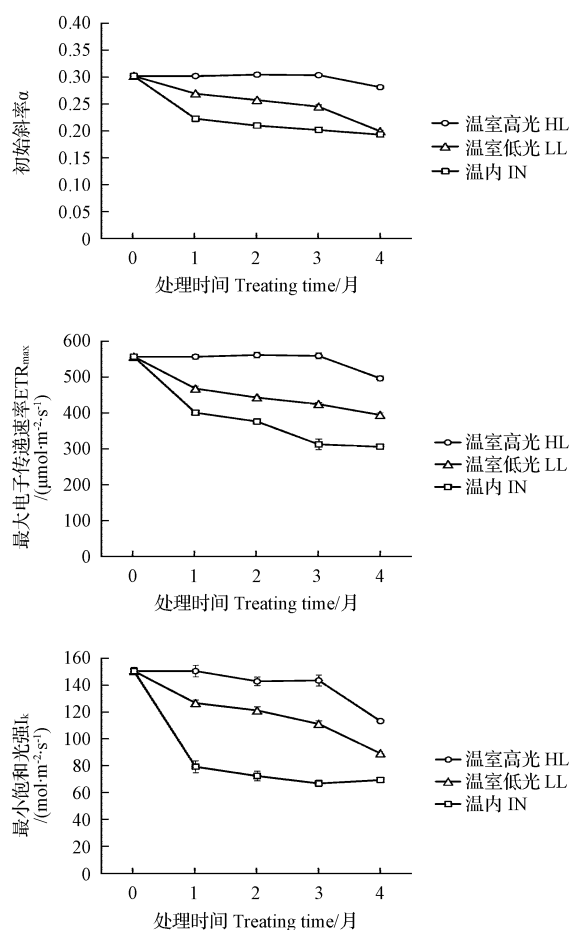 0.40
0.35
0.30
0.25
0.20
0.15
0.10
0.05
0
初始斜率α
0 1 2 3 4
处理时间 Treating time/月
温室高光 HL
温室低光 LL
温内 IN
600
500
400
300
200
100
0
最大电子传递速率ETRmax
/(μmol·m-2·s-1)
0 1 2 3 4
处理时间 Treating time/月
温室高光 HL
温室低光 LL
温内 IN
160
140
120
100
80
60
40
20
0
最小饱和光强Ik
/(mol·m-2·s-1)
0 1 2 3 4
处理时间 Treating time/月
温室高光 HL
温室低光 LL
温内 IN